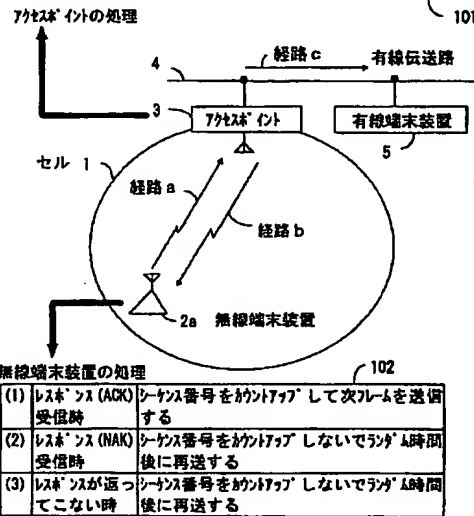 101
アクセスポイントの処理
4
経路c
有線伝送路
3
アクセスポイント
有線端末装置
5
セル 1
経路a
経路b
2a 無線端末装置
無線端末装置の処理
102
(1) レスポンス(ACK)受信時 シーケンス番号をカウントアップして次フレームを送信
する
(2) レスポンス(NAK)受信時 シーケンス番号をカウントアップしないでランダム時間
後に再送する
(3) レスポンスが返っ シーケンス番号をカウントアップしないでランダム時間
てこない時 後に再送する